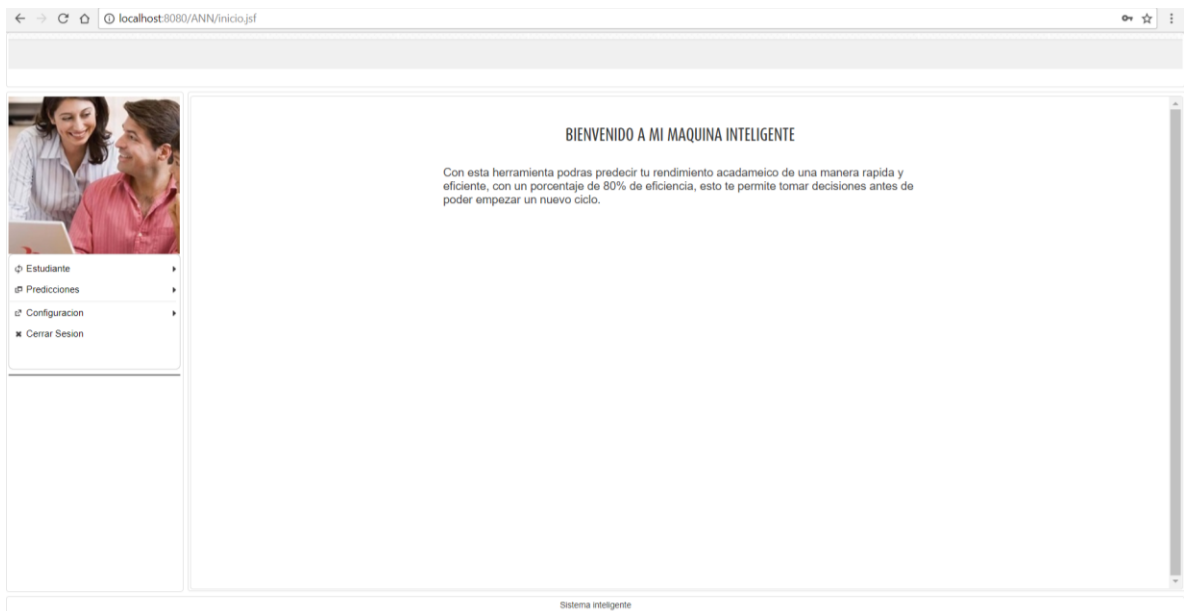 localhost:8080/ANN/inicio.jsf
BIENVENIDO A MI MAQUINA INTELIGENTE
Con esta herramienta podras predecir tu rendimiento acadameico de una manera rapida y
eficiente, con un porcentaje de 80% de eficiencia, esto te permite tomar decisiones antes de
poder empezar un nuevo ciclo.
Estudiante
Predicciones
Configuracion
Cerrar Sesion
Sistema inteligente